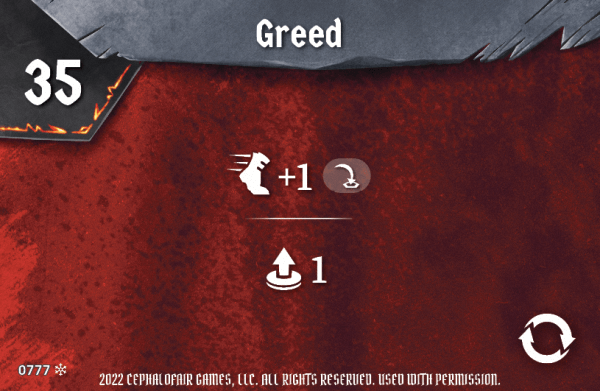 Greed
35
+1
1
0777
2022 CEPHALOFAIR GAMES, LLC. ALL RIGHTS RESERVED. USED WITH PERMISSION.